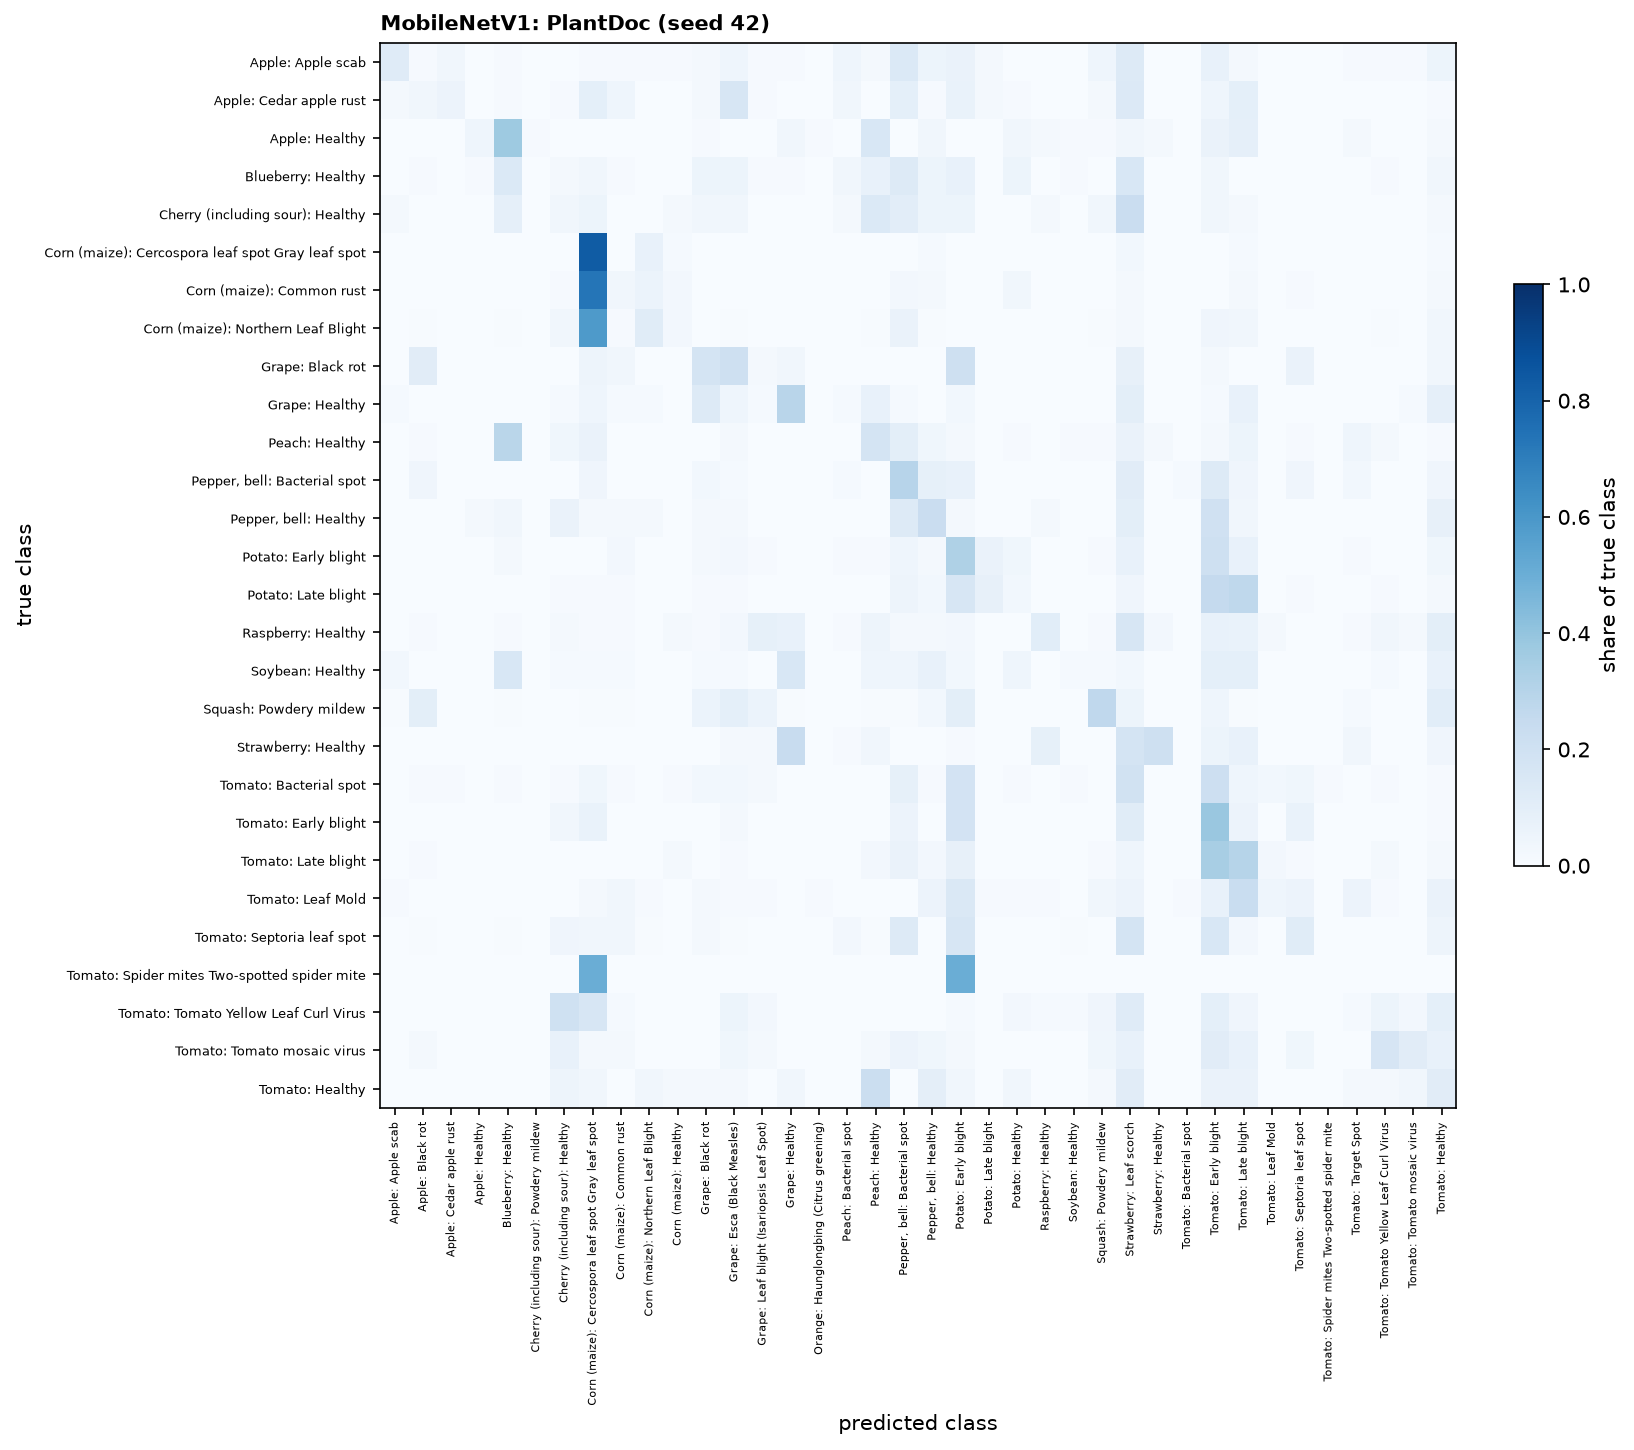 MobileNetV1: PlantDoc (seed 42)
true class
Apple: Apple scab
Apple: Cedar apple rust
Apple: Healthy
Blueberry: Healthy
Cherry (including sour): Healthy
Corn (maize): Cercospora leaf spot Gray leaf spot
Corn (maize): Common rust
Corn (maize): Northern Leaf Blight
Grape: Black rot
Grape: Healthy
Peach: Healthy
Pepper, bell: Bacterial spot
Pepper, bell: Healthy
Potato: Early blight
Potato: Late blight
Raspberry: Healthy
Soybean: Healthy
Squash: Powdery mildew
Strawberry: Healthy
Tomato: Bacterial spot
Tomato: Early blight
Tomato: Late blight
Tomato: Leaf Mold
Tomato: Septoria leaf spot
Tomato: Spider mites Two-spotted spider mite
Tomato: Tomato Yellow Leaf Curl Virus
Tomato: Tomato mosaic virus
Tomato: Healthy
Apple: Apple scab
Apple: Black rot
Apple: Cedar apple rust
Apple: Healthy
Blueberry: Healthy
Cherry (including sour): Powdery mildew
Cherry (including sour): Healthy
Corn (maize): Cercospora leaf spot Gray leaf spot
Corn (maize): Common rust
Corn (maize): Northern Leaf Blight
Corn (maize): Healthy
Grape: Black rot
Grape: Esca (Black Measles)
Grape: Leaf blight (Isariopsis Leaf Spot)
Grape: Healthy
Orange: Haunglongbing (Citrus greening)
Peach: Bacterial spot
Peach: Healthy
Pepper, bell: Bacterial spot
Pepper, bell: Healthy
Potato: Early blight
Potato: Late blight
Potato: Healthy
Raspberry: Healthy
Soybean: Healthy
Squash: Powdery mildew
Strawberry: Leaf scorch
Strawberry: Healthy
Tomato: Bacterial spot
Tomato: Early blight
Tomato: Late blight
Tomato: Leaf Mold
Tomato: Septoria leaf spot
Tomato: Spider mites Two-spotted spider mite
Tomato: Target Spot
Tomato: Tomato Yellow Leaf Curl Virus
Tomato: Tomato mosaic virus
Tomato: Healthy
predicted class
1.0
0.8
0.6
0.4
0.2
0.0
share of true class